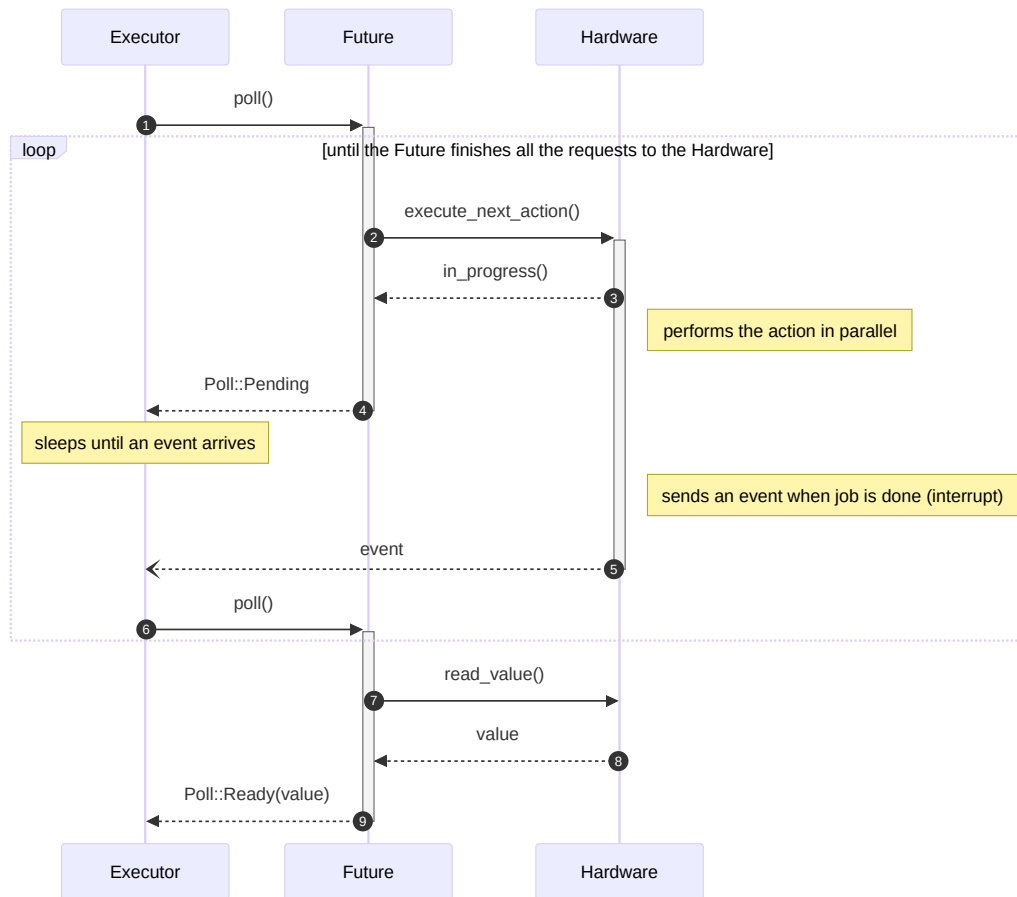 Executor
Future
Hardware
poll()
1
loop
[until the Future finishes all the requests to the Hardware]
execute_next_action()
2
in_progress()
3
performs the action in parallel
Poll::Pending
4
sleeps until an event arrives
sends an event when job is done (interrupt)
event
5
poll()
6
read_value()
7
value
8
Poll::Ready(value)
9
Executor
Future
Hardware